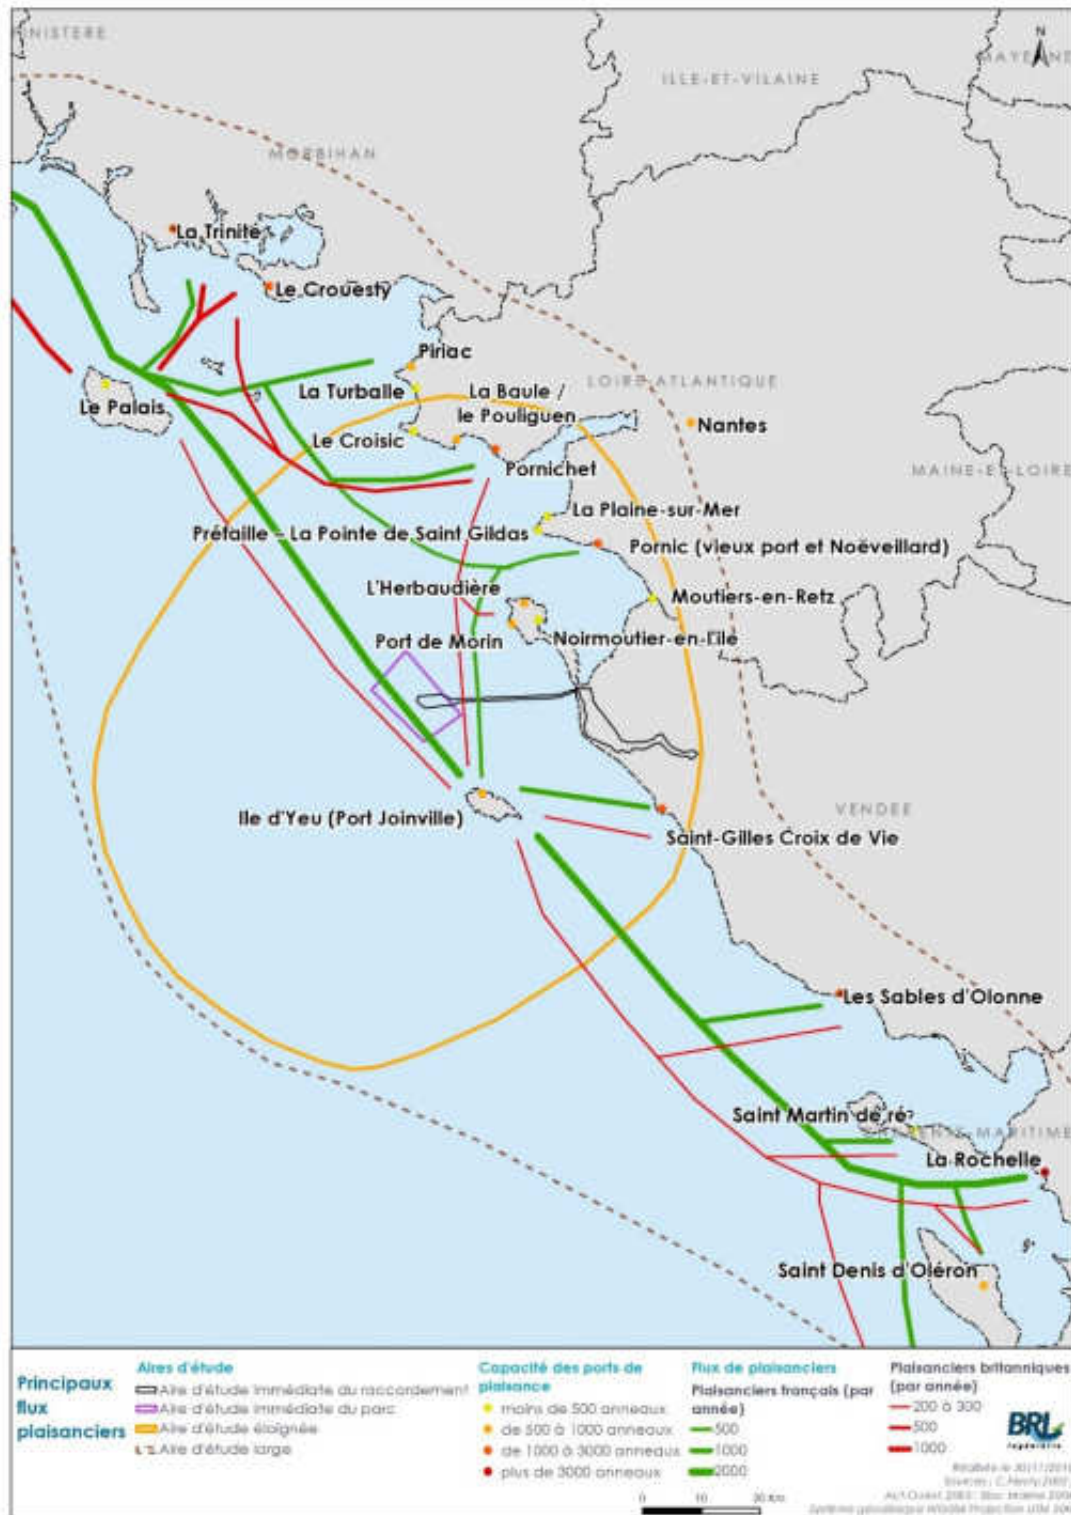 N
MORBIHAN
ILLE-ET-VILAINE
MAYENNE
La Trinité
Le Crouesty
Piriac
La Turballe
La Baule /
le Pouliguen
LOIRE ATLANTIQUE
Le Palais
Le Croisic
Nantes
Pornichet
MAINE-ET-LOIRE
La Plaine-sur-Mer
Préfaille – La Pointe de Saint Gildas
Pornic (vieux port et Noëveillard)
L'Herbaudière
Moutiers-en-Retz
Port de Morin
Noirmoutier-en-l'île
Ile d'Yeu (Port Joinville)
VENDEE
Saint-Gilles Croix de Vie
Les Sables d'Olonne
Saint Martin de ré
La Rochelle
Saint Denis d'Oléron
Principaux
flux
plaisanciers
Aires d'étude
Aire d'étude immédiate du raccordement
Aire d'étude immédiate du parc
Aire d'étude éloignée
Aire d'étude large
Capacité des ports de
plaisance
moins de 500 anneaux
de 500 à 1000 anneaux
de 1000 à 3000 anneaux
plus de 3000 anneaux
Flux de plaisanciers
Plaisanciers français (par
année)
500
1000
2000
Plaisanciers britanniques
(par année)
200 à 300
500
1000
BRL
Ingénierie
0 10 20 Km